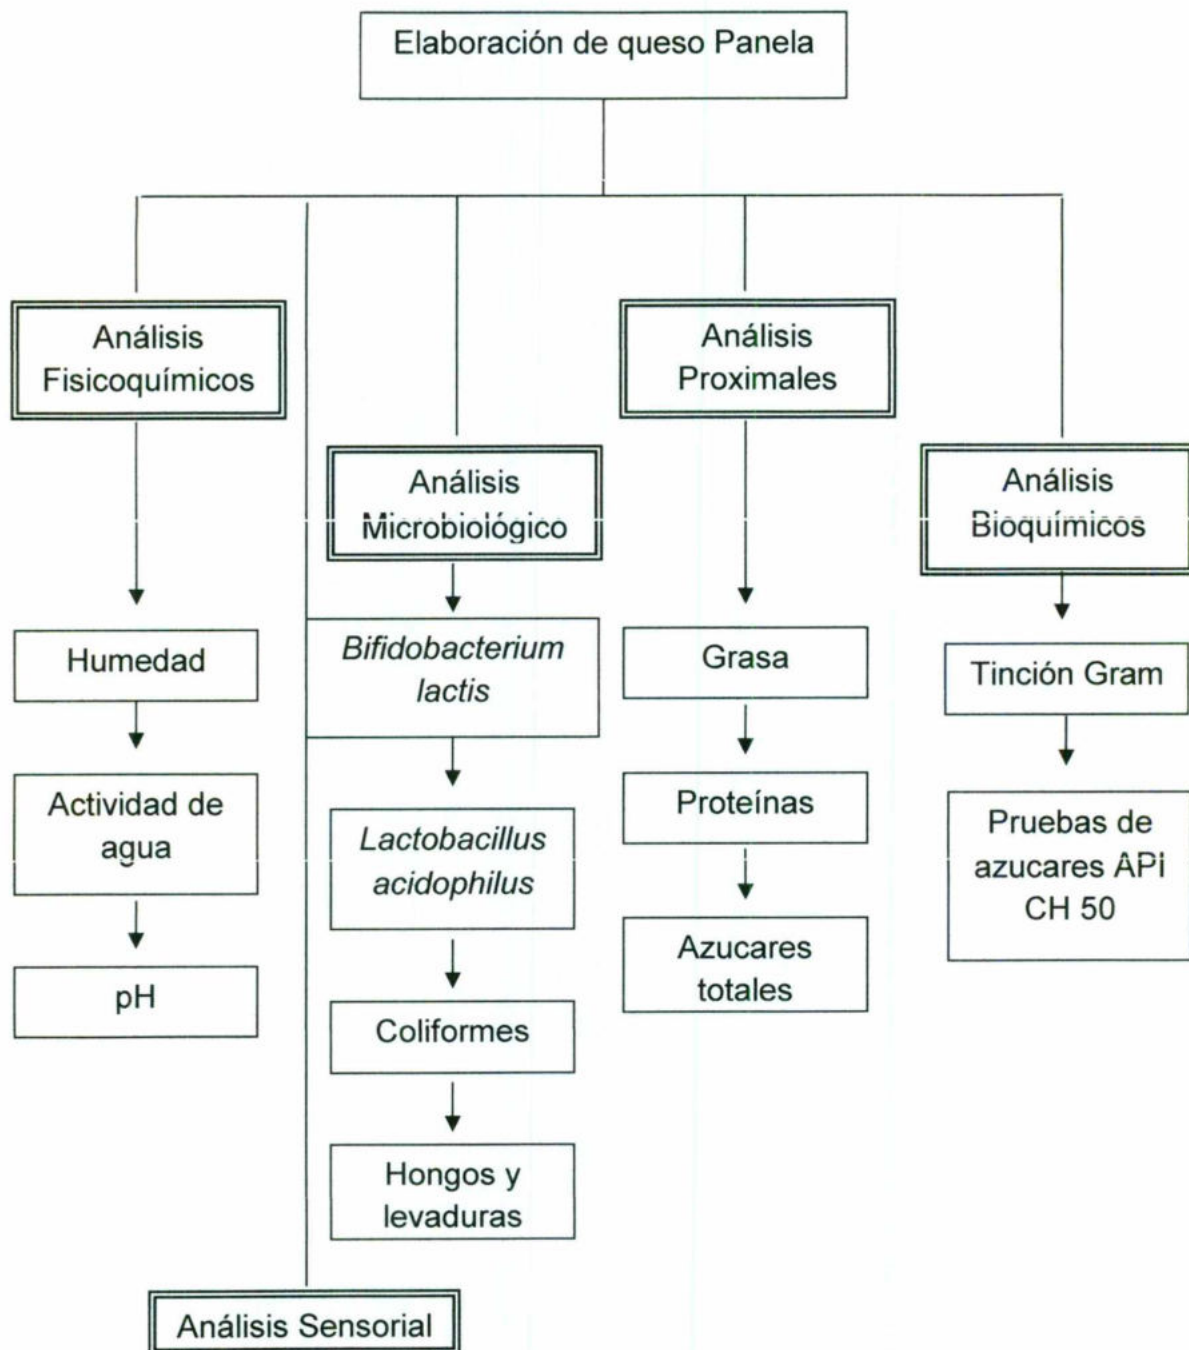 Elaboración de queso Panela
Análisis
Fisicoquímicos
Humedad
Actividad de
agua
pH
Análisis
Microbiológico
Bifidobacterium
lactis
Lactobacillus
acidophilus
Coliformes
Hongos y
levaduras
Análisis
Proximales
Grasa
Proteínas
Azucares
totales
Análisis
Bioquímicos
Tinción Gram
Pruebas de
azucares API
CH 50
Análisis Sensorial